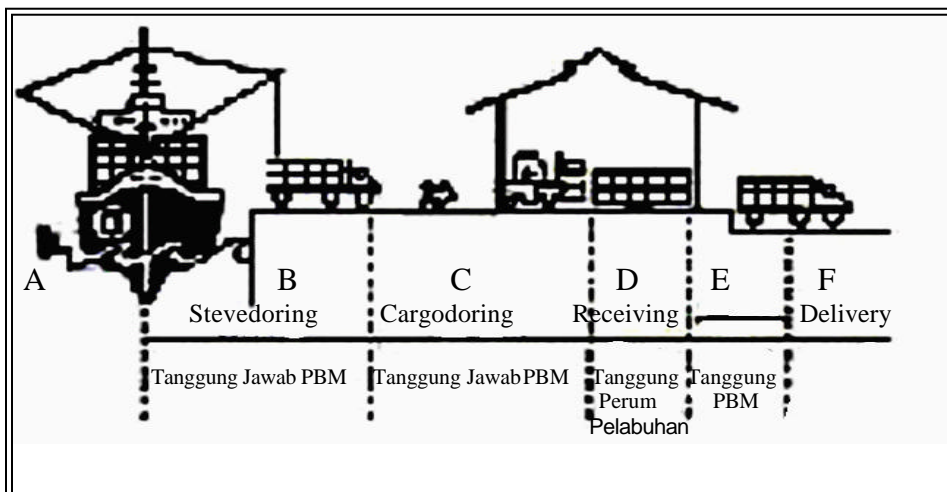 A B C D E F
Stevedoring Cargodoring Receiving Delivery
Tanggung Jawab PBM Tanggung Jawab PBM Tanggung Tanggung
Perum PBM
Pelabuhan